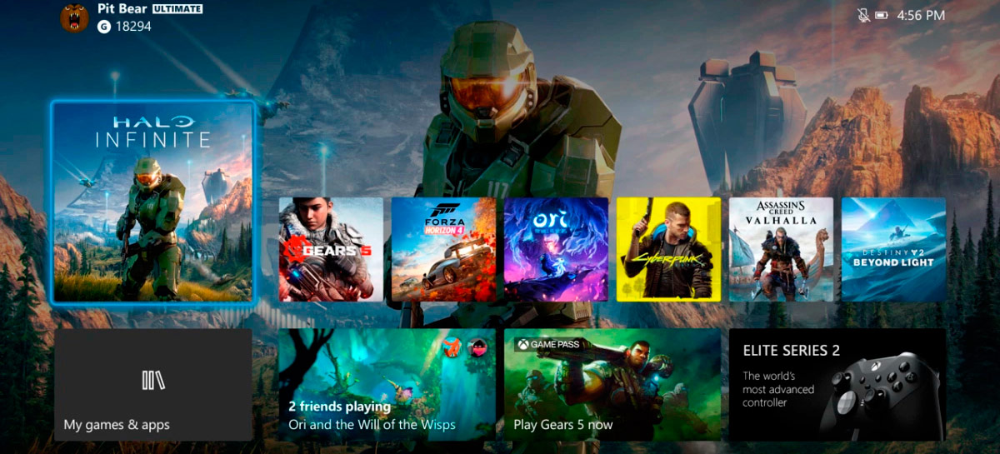 Pit Bear ULTIMATE
G 18294
4:56 PM
HALO
INFINITE
GEARS 5
FORZA
HORIZON 4
ori
CYBERPUNK
ASSASSIN'S
CREED
VALHALLA
DESTINY 2
BEYOND LIGHT
My games & apps
2 friends playing
Ori and the Will of the Wisps
GAME PASS
Play Gears 5 now
ELITE SERIES 2
The world's
most advanced
controller